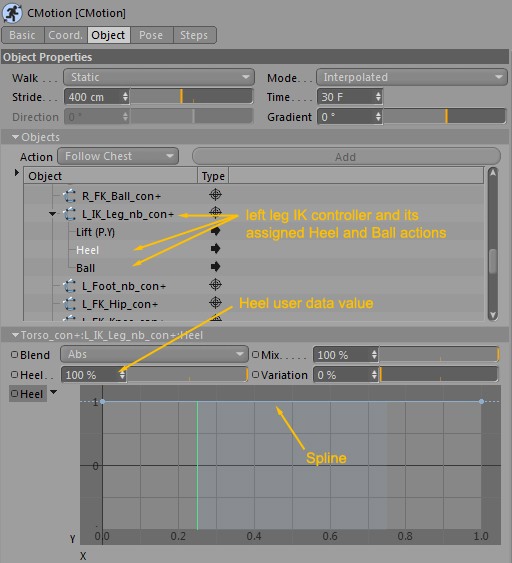 CMotion [CMotion]
Basic Coord. Object Pose Steps
Object Properties
Walk . . . Static Mode. . . . . Interpolated
Stride. . . 400 cm Time. . . . . 30 F
Direction 0 ° Gradient 0 °
Objects
Action Follow Chest Add
Object Type
R_FK_Ball_con+
L_IK_Leg_nb_con+
Lift (P.Y)
Heel
Ball
L_Foot_nb_con+
L_FK_Hip_con+
L_FK_Knee_con+
left leg IK controller and its
assigned Heel and Ball actions
Heel user data value
Torso_con+:L_IK_Leg_nb_con+:Heel
Blend Abs Mix. . . . . 100 %
Heel. . 100 % Variation 0 %
Heel
1
0
Spline
Y 0.0 0.2 0.4 0.6 0.8 1.0
X